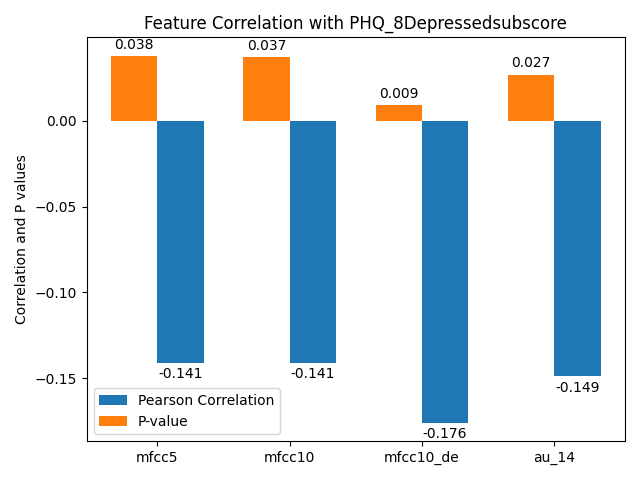 Feature Correlation with PHQ_8Depressedsubscore
0.038
0.037
0.009
0.027
0.00
−0.05
−0.10
−0.15
Correlation and P values
-0.141
-0.141
-0.176
-0.149
Pearson Correlation
P-value
mfcc5
mfcc10
mfcc10_de
au_14